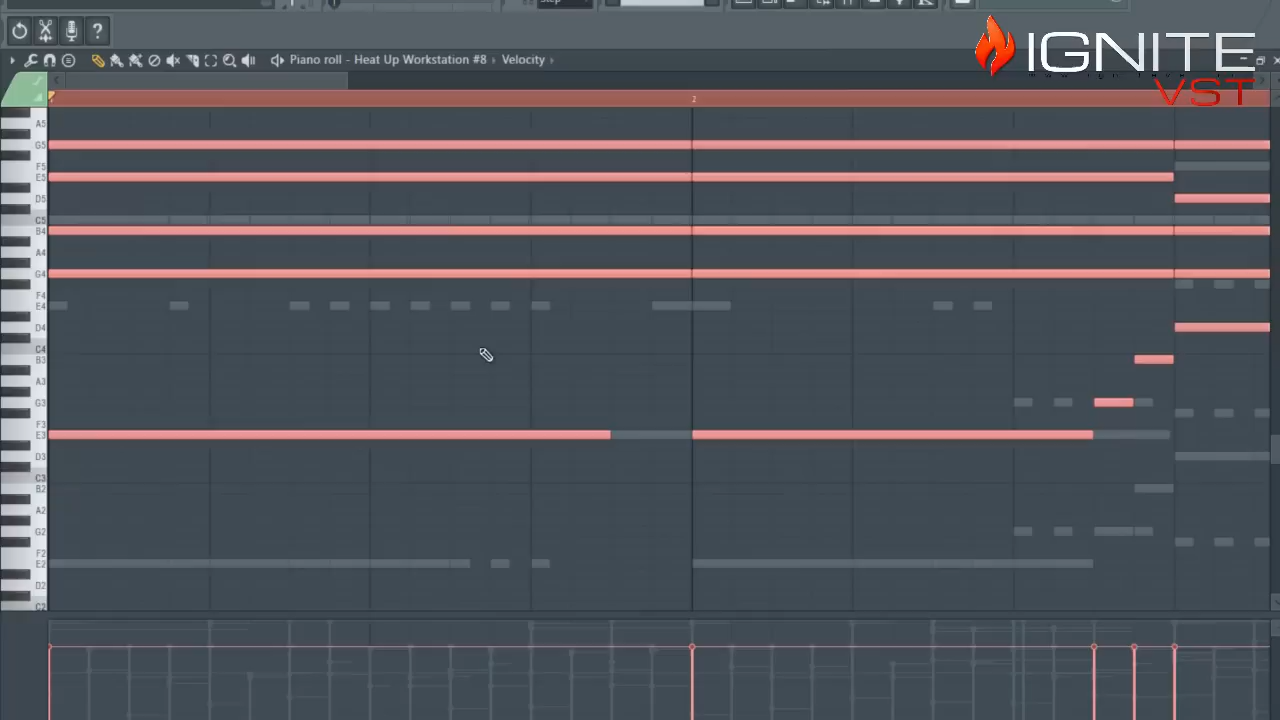 step
IGNITE
VST
?
Piano roll - Heat Up Workstation #8 › Velocity ›
2
A5
G5
F5
E5
D5
C5
B4
A4
G4
F4
E4
D4
C4
B3
A3
G3
F3
E3
D3
C3
B2
A2
G2
F2
E2
D2
C2